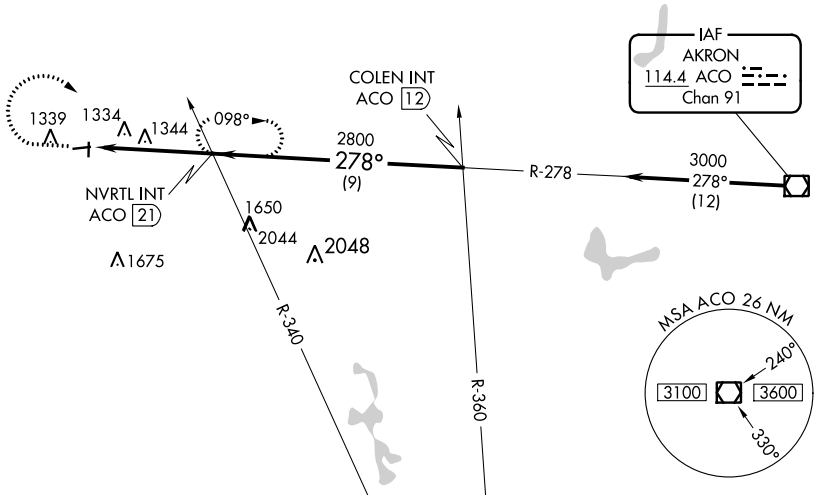 IAF
AKRON
114.4 ACO
Chan 91
COLEN INT
ACO 12
1339
1334
1344
098°
2800
278°
(9)
R-278
3000
278°
(12)
NVRTL INT
ACO 21
1650
2044
2048
1675
R-340
R-360
MSA ACO 26 NM
240°
3100
3600
330°